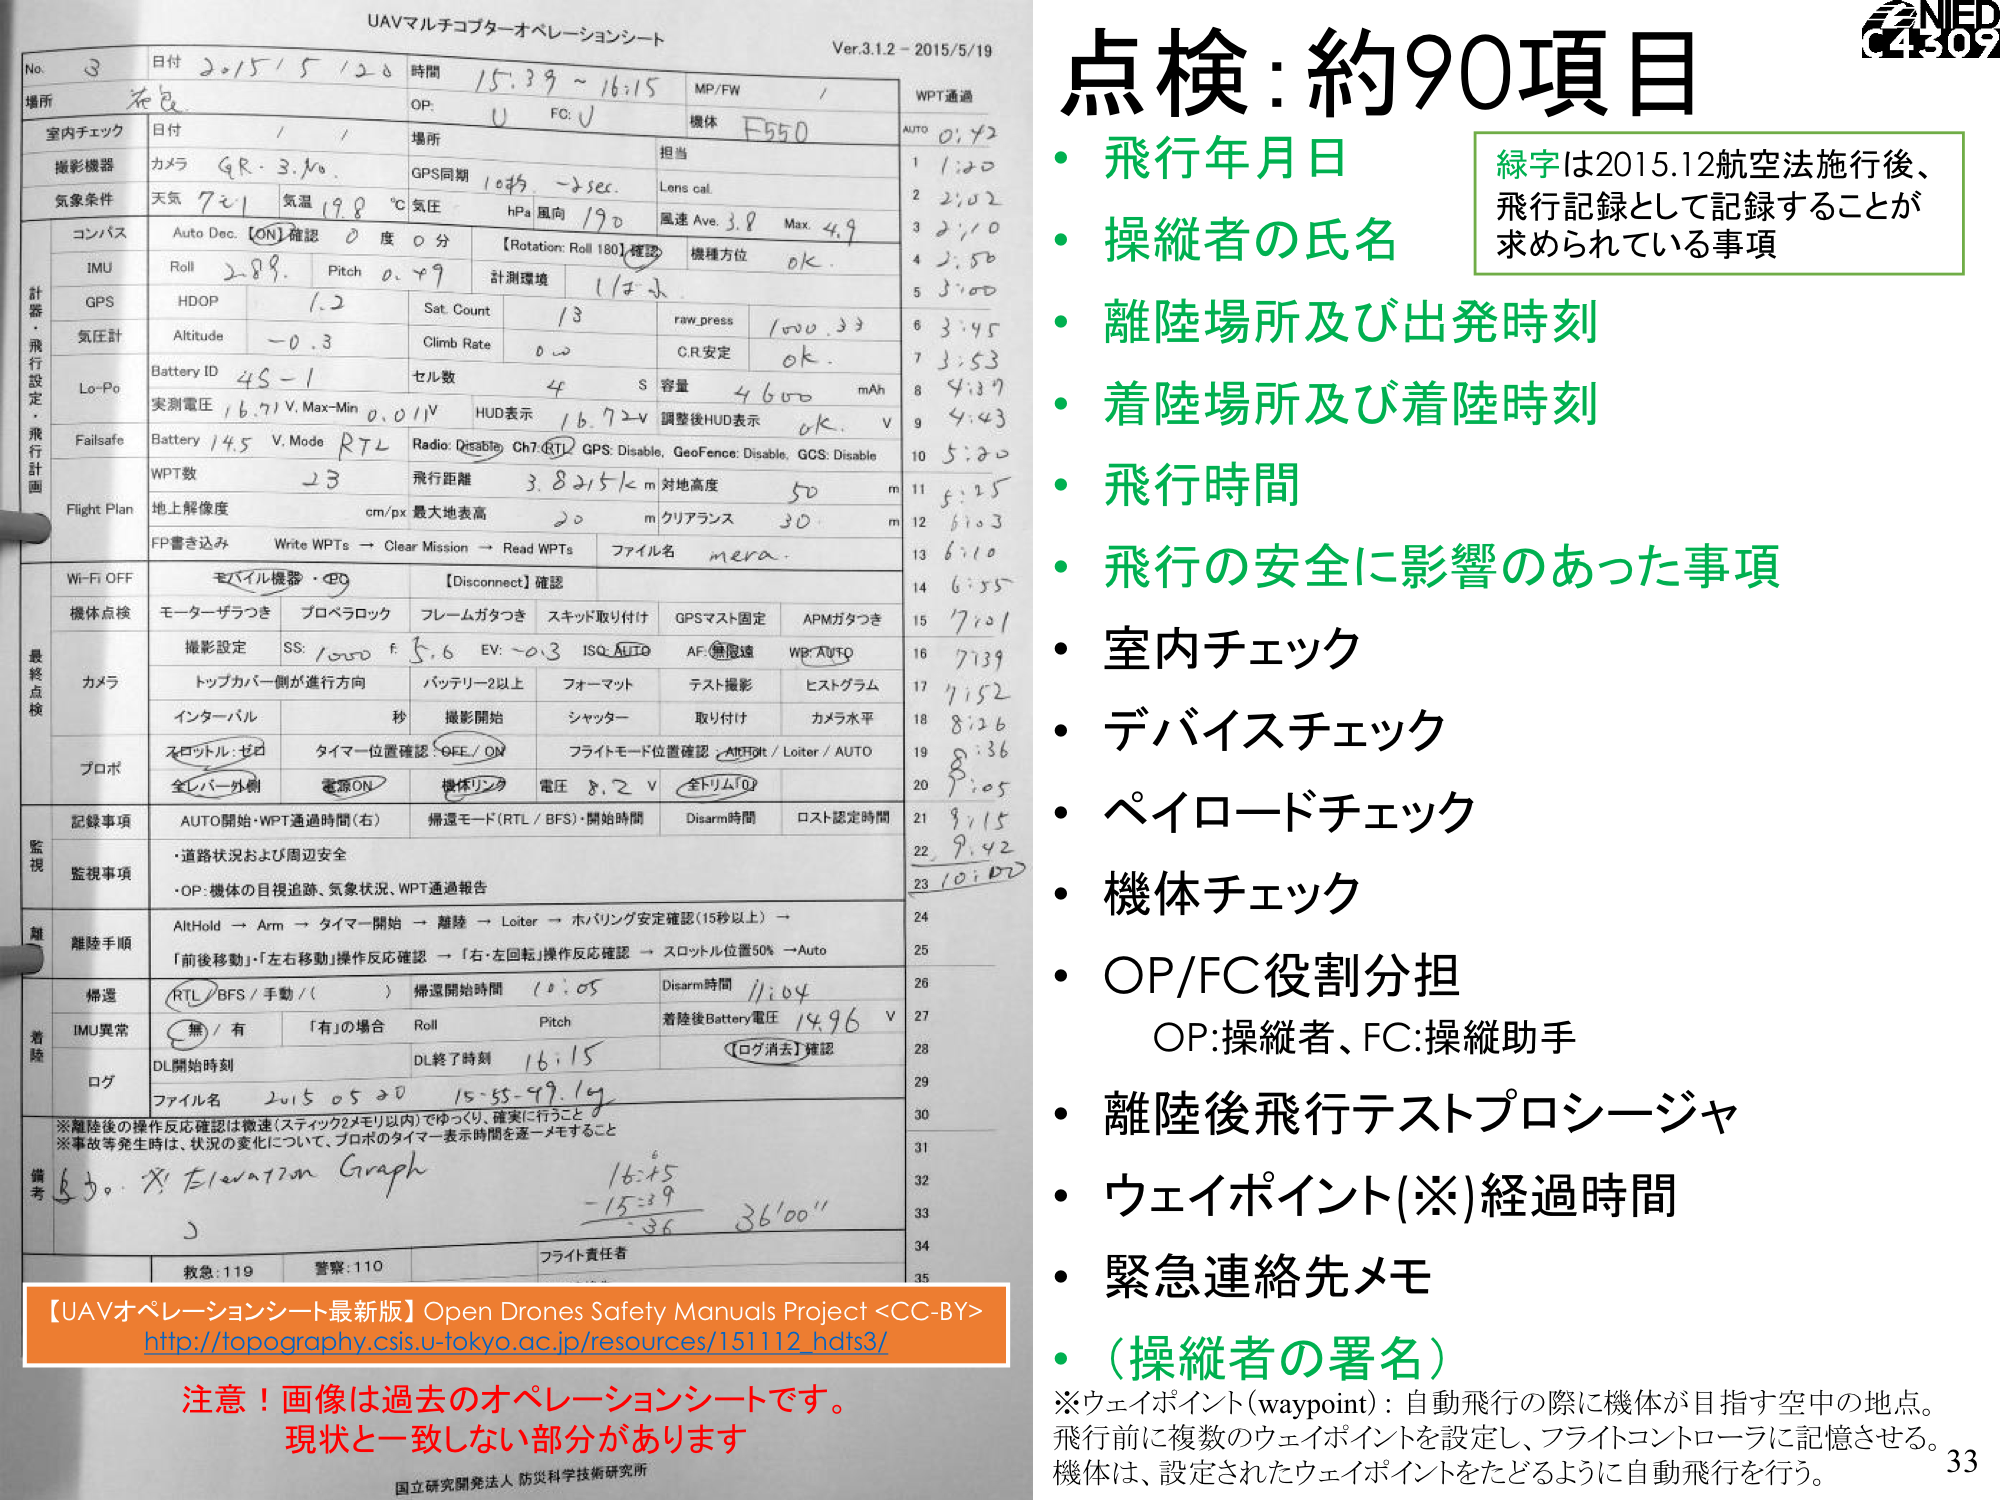 UAVマルチコプターオペレーションシート
Ver.3.1.2 - 2015/5/19
No. 3 日付 2015/5/20 時間 15:39 ~ 16:15 MP/FW / WPT通過
場所 OP: U FC: U 機体 F550
室内チェック 日付 / / 場所 担当 AUTO 0:42
撮影機器 カメラ GR・3.No. GPS同期 10秒 -2sec. Lens cal. 1 1:20
気象条件 天気 気温 19.8 ℃ 気圧 hPa 風向 190 風速 Ave. 3.8 Max. 4.9 2 2:02
計器・飛行設定・飛行計画
コンパス Auto Dec.【ON】確認 0 度 0 分 【Rotation: Roll 180】確認 機種方位 ok. 3 2:10
IMU Roll 2.89. Pitch 0.49 計測環境 4 2:50
GPS HDOP 1.2 Sat. Count 13 raw_press 1000.33 5 3:00
気圧計 Altitude -0.3 Climb Rate C.R.安定 ok. 6 3:45
7 3:53
Lo-Po Battery ID 4S-1 セル数 4 S 容量 4600 mAh 8 4:39
実測電圧 16.71 V, Max-Min 0.011V HUD表示 16.72V 調整後HUD表示 ok. V 9 4:43
Failsafe Battery 14.5 V, Mode RTL Radio: Disable, Ch7:RTL GPS: Disable, GeoFence: Disable, GCS: Disable 10 5:20
Flight Plan WPT数 23 飛行距離 3.8215k m 対地高度 50 m 11 5:25
地上解像度 cm/px 最大地表高 20 m クリアランス 30 m 12 6:03
FP書き込み Write WPTs → Clear Mission → Read WPTs ファイル名 mera. 13 6:10
最終点検
Wi-Fi OFF モバイル機器・PC 【Disconnect】確認 14 6:55
機体点検 モーターザラつき プロペラロック フレームガタつき スキッド取り付け GPSマスト固定 APMガタつき 15 7:01
カメラ 撮影設定 SS: 1000 f: 5.6 EV: -0.3 ISO:AUTO AF:無限遠 WB:AUTO 16 7:39
トップカバー側が進行方向 バッテリー2以上 フォーマット テスト撮影 ヒストグラム 17 7:52
インターバル 秒 撮影開始 シャッター 取り付け カメラ水平 18 8:26
プロポ スロットル:ゼロ タイマー位置確認:OFF / ON フライトモード位置確認:AltHolt / Loiter / AUTO 19 8:36
全レバー外側 電源ON 機体リンク 電圧 8.2 V 全トリム「0」 20 9:05
監視
記録事項 AUTO開始・WPT通過時間(右) 帰還モード(RTL / BFS)・開始時間 Disarm時間 ロスト認定時間 21 9:15
監視事項 ・道路状況および周辺安全 22 9:42
・OP:機体の目視追跡、気象状況、WPT通過報告 23 10:00
離
離陸手順 AltHold → Arm → タイマー開始 → 離陸 → Loiter → ホバリング安定確認(15秒以上) → 24
「前後移動」・「左右移動」操作反応確認 → 「右・左回転」操作反応確認 → スロットル位置50% →Auto 25
着陸
帰還 RTL / BFS / 手動 / ( ) 帰還開始時間 10:05 Disarm時間 11:04 26
IMU異常 無 / 有 「有」の場合 Roll Pitch 着陸後Battery電圧 14.96 V 27
ログ DL開始時刻 DL終了時刻 16:15 【ログ消去】確認 28
29
ファイル名 2015 05 20 15-55-49.log
30
※離陸後の操作反応確認は微速(スティック2メモリ以内)でゆっくり、確実に行うこと
※事故等発生時は、状況の変化について、プロポのタイマー表示時間を逐一メモすること
31
備考 ※ Elevation Graph 16:15 32
-15:39 33
36 36'00"
34
救急:119 警察:110 フライト責任者 35
【UAVオペレーションシート最新版】Open Drones Safety Manuals Project <CC-BY>
http://topography.csis.u-tokyo.ac.jp/resources/151112_hdts3/
注意！画像は過去のオペレーションシートです。
現状と一致しない部分があります
国立研究開発法人 防災科学技術研究所
NIED
C4309
点検:約90項目
緑字は2015.12航空法施行後、
飛行記録として記録することが
求められている事項
• 飛行年月日
• 操縦者の氏名
• 離陸場所及び出発時刻
• 着陸場所及び着陸時刻
• 飛行時間
• 飛行の安全に影響のあった事項
• 室内チェック
• デバイスチェック
• ペイロードチェック
• 機体チェック
• OP/FC役割分担
OP:操縦者、FC:操縦助手
• 離陸後飛行テストプロシージャ
• ウェイポイント(※)経過時間
• 緊急連絡先メモ
• （操縦者の署名）
※ウェイポイント(waypoint)：自動飛行の際に機体が目指す空中の地点。
飛行前に複数のウェイポイントを設定し、フライトコントローラに記憶させる。
機体は、設定されたウェイポイントをたどるように自動飛行を行う。
33